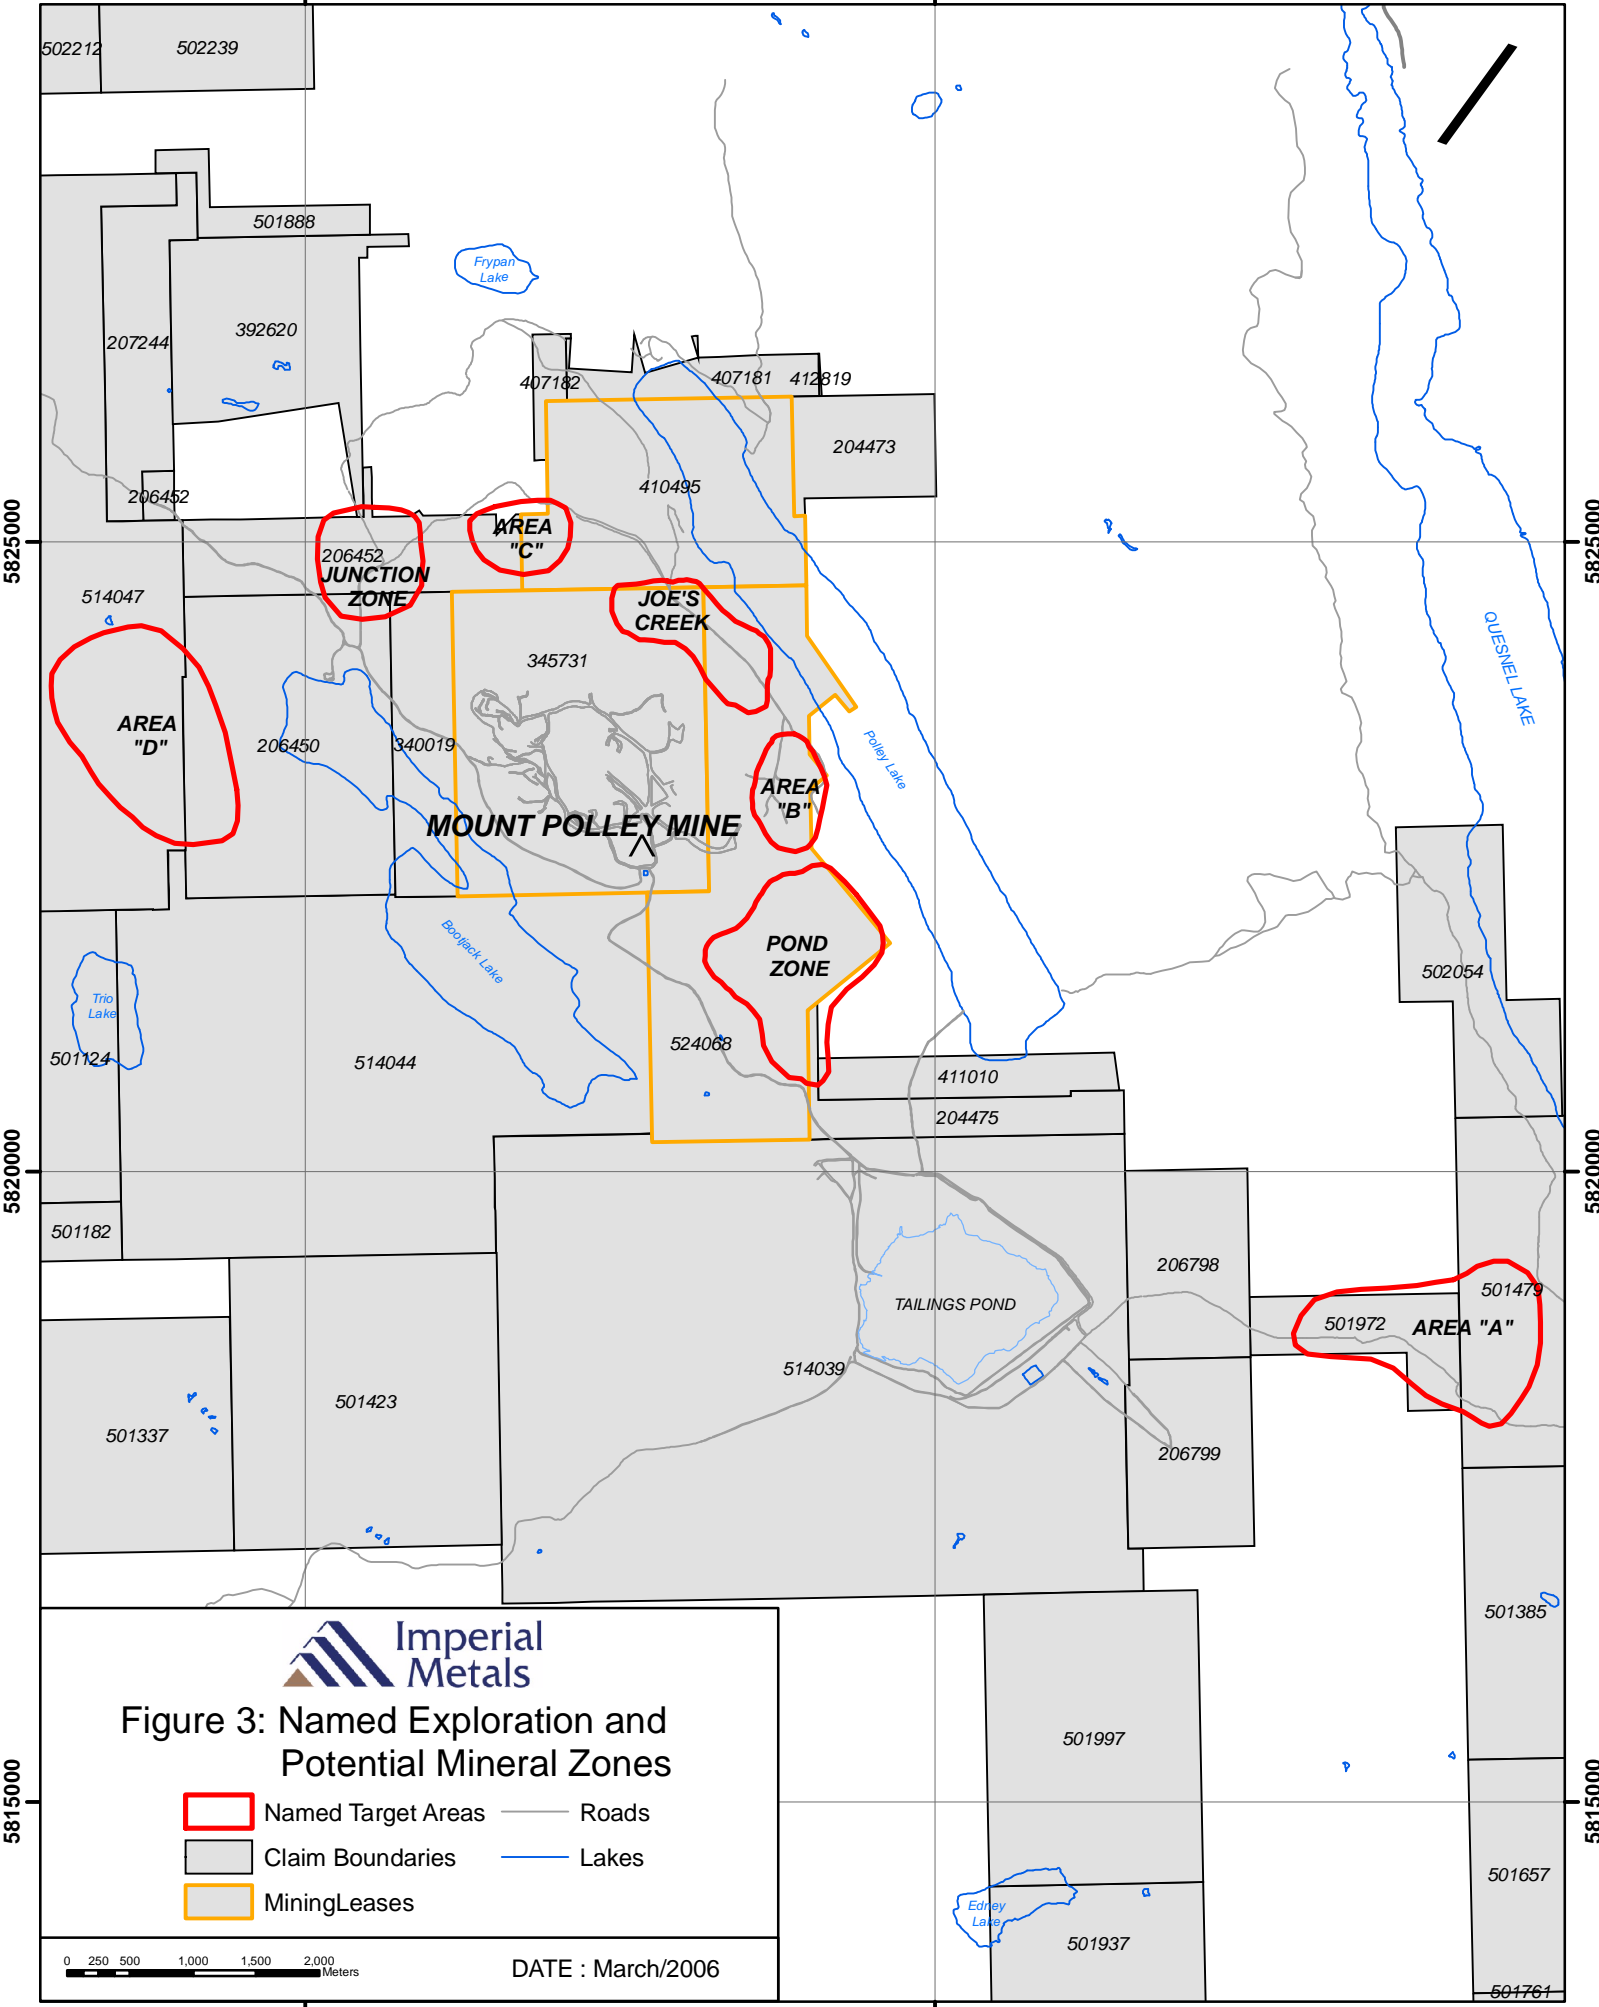 502212
502239
501888
Frypan
Lake
207244
392620
407182
407181
412819
204473
206452
410495
5825000
5825000
AREA
"C"
206452
JUNCTION
ZONE
514047
JOE'S
CREEK
345731
QUESNEL LAKE
AREA
"D"
206450
340019
Polley Lake
AREA
"B"
MOUNT POLLEY MINE
Bootjack Lake
POND
ZONE
502054
Trio
Lake
501124
514044
524068
411010
204475
5820000
5820000
501182
206798
501479
TAILINGS POND
501972
AREA "A"
514039
501423
501337
206799
501385
Imperial
Metals
Figure 3: Named Exploration and
Potential Mineral Zones
501997
5815000
5815000
Named Target Areas
Roads
Claim Boundaries
Lakes
MiningLeases
501657
Edney
Lake
501937
0 250 500 1,000 1,500 2,000
Meters
DATE : March/2006
501761